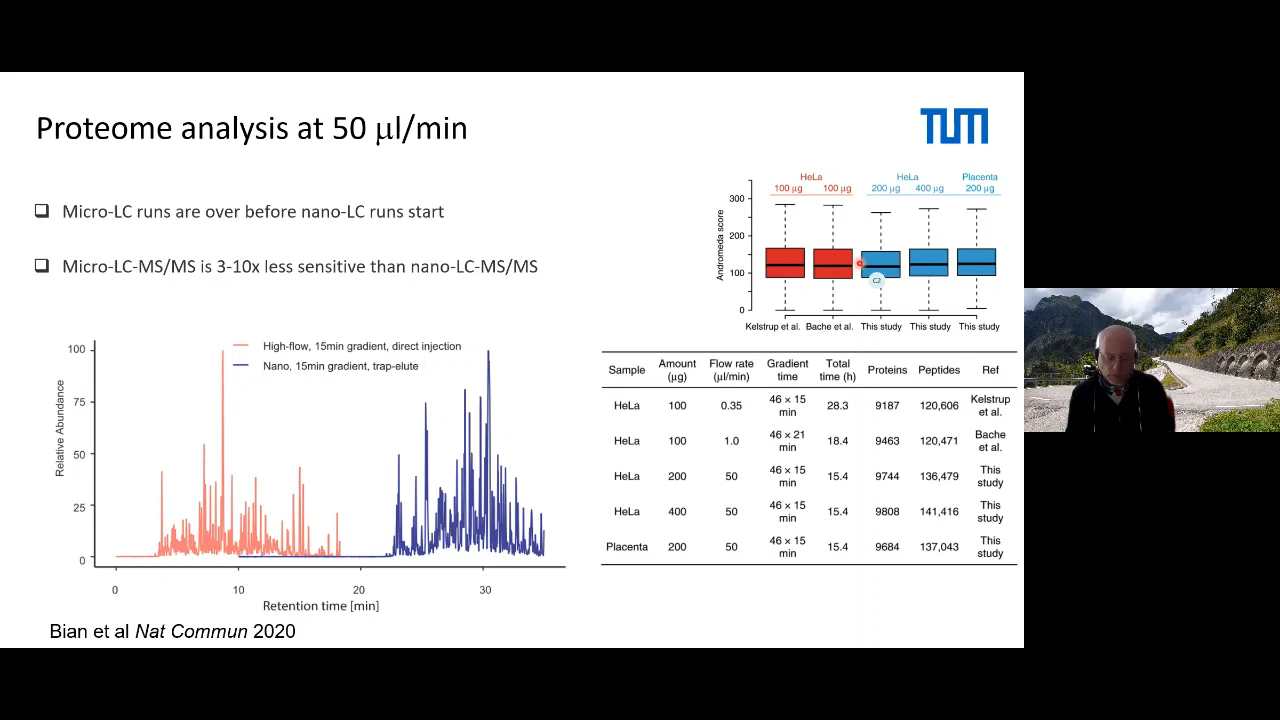 Proteome analysis at 50 µl/min
TUM
Micro-LC runs are over before nano-LC runs start
Micro-LC-MS/MS is 3-10x less sensitive than nano-LC-MS/MS
HeLa HeLa Placenta
100 µg 100 µg 200 µg 400 µg 200 µg
Andromeda score
300
200
100
0
C2
Kelstrup et al. Bache et al. This study This study This study
High-flow, 15min gradient, direct injection
Nano, 15min gradient, trap-elute
Relative Abundance
100
75
50
25
0
0 10 20 30
Retention time [min]
Sample Amount (µg) Flow rate (µl/min) Gradient time Total time (h) Proteins Peptides Ref
HeLa 100 0.35 46 × 15 min 28.3 9187 120,606 Kelstrup et al.
HeLa 100 1.0 46 × 21 min 18.4 9463 120,471 Bache et al.
HeLa 200 50 46 × 15 min 15.4 9744 136,479 This study
HeLa 400 50 46 × 15 min 15.4 9808 141,416 This study
Placenta 200 50 46 × 15 min 15.4 9684 137,043 This study
Bian et al Nat Commun 2020